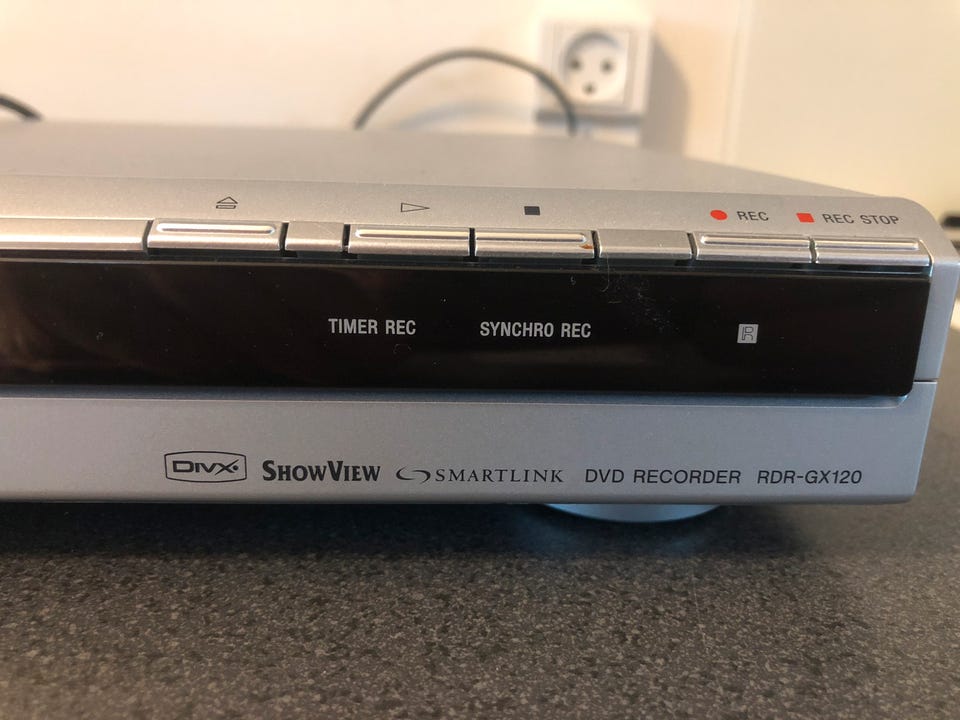 REC REC STOP
TIMER REC SYNCHRO REC R
DIVX SHOWVIEW SMARTLINK DVD RECORDER RDR-GX120